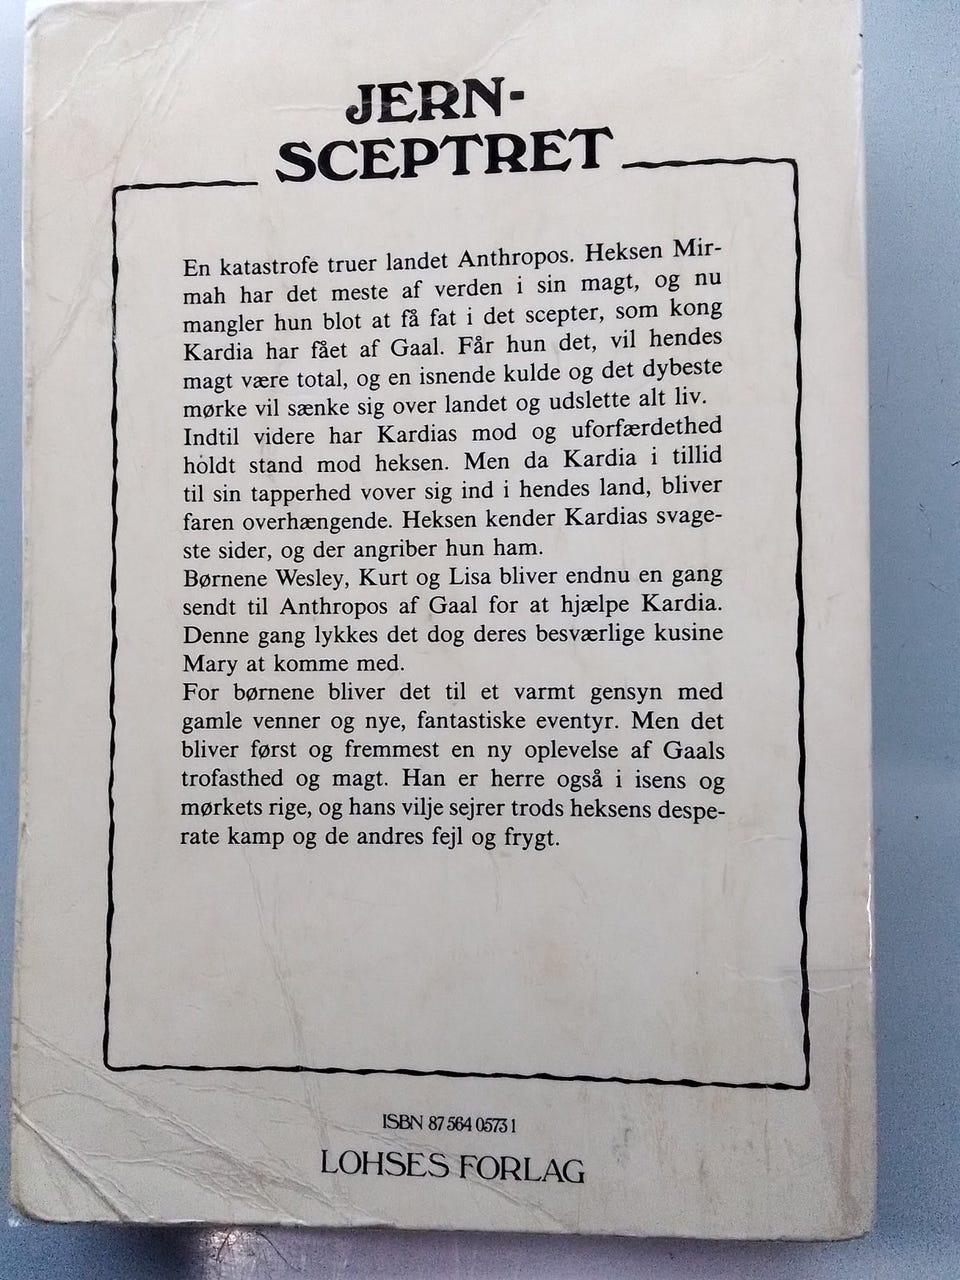 JERN-
SCEPTRET
En katastrofe truer landet Anthropos. Heksen Mir-
mah har det meste af verden i sin magt, og nu
mangler hun blot at få fat i det scepter, som kong
Kardia har fået af Gaal. Får hun det, vil hendes
magt være total, og en isnende kulde og det dybeste
mørke vil sænke sig over landet og udslette alt liv.
Indtil videre har Kardias mod og uforfærdethed
holdt stand mod heksen. Men da Kardia i tillid
til sin tapperhed vover sig ind i hendes land, bliver
faren overhængende. Heksen kender Kardias svage-
ste sider, og der angriber hun ham.
Børnene Wesley, Kurt og Lisa bliver endnu en gang
sendt til Anthropos af Gaal for at hjælpe Kardia.
Denne gang lykkes det dog deres besværlige kusine
Mary at komme med.
For børnene bliver det til et varmt gensyn med
gamle venner og nye, fantastiske eventyr. Men det
bliver først og fremmest en ny oplevelse af Gaals
trofasthed og magt. Han er herre også i isens og
mørkets rige, og hans vilje sejrer trods heksens despe-
rate kamp og de andres fejl og frygt.
ISBN 87 564 0573 1
LOHSES FORLAG